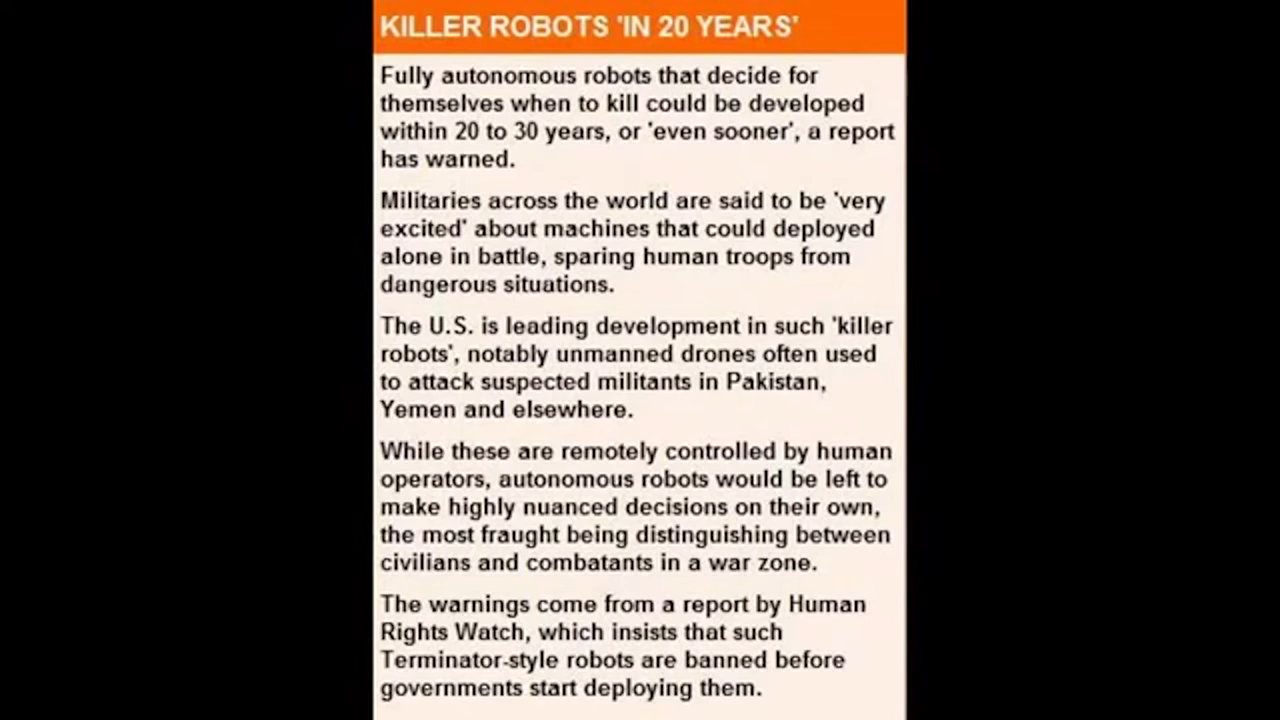 KILLER ROBOTS 'IN 20 YEARS'
Fully autonomous robots that decide for
themselves when to kill could be developed
within 20 to 30 years, or 'even sooner', a report
has warned.
Militaries across the world are said to be 'very
excited' about machines that could deployed
alone in battle, sparing human troops from
dangerous situations.
The U.S. is leading development in such 'killer
robots', notably unmanned drones often used
to attack suspected militants in Pakistan,
Yemen and elsewhere.
While these are remotely controlled by human
operators, autonomous robots would be left to
make highly nuanced decisions on their own,
the most fraught being distinguishing between
civilians and combatants in a war zone.
The warnings come from a report by Human
Rights Watch, which insists that such
Terminator-style robots are banned before
governments start deploying them.